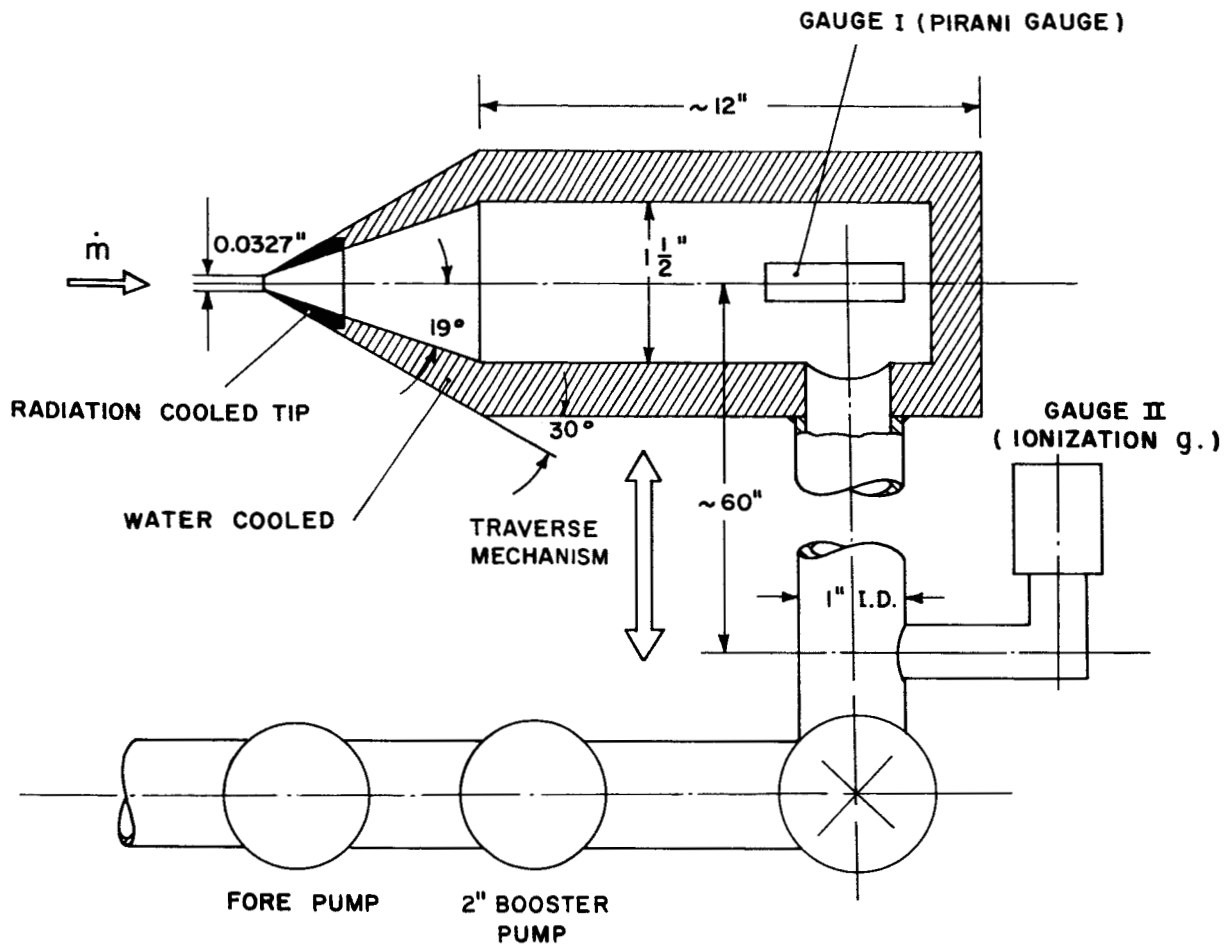 GAUGE I (PIRANI GAUGE)
~12"
ṁ
0.0327"
1 1/2"
19°
RADIATION COOLED TIP
30°
GAUGE II
( IONIZATION g.)
WATER COOLED
~60"
TRAVERSE
MECHANISM
1" I.D.
FORE PUMP
2" BOOSTER
PUMP